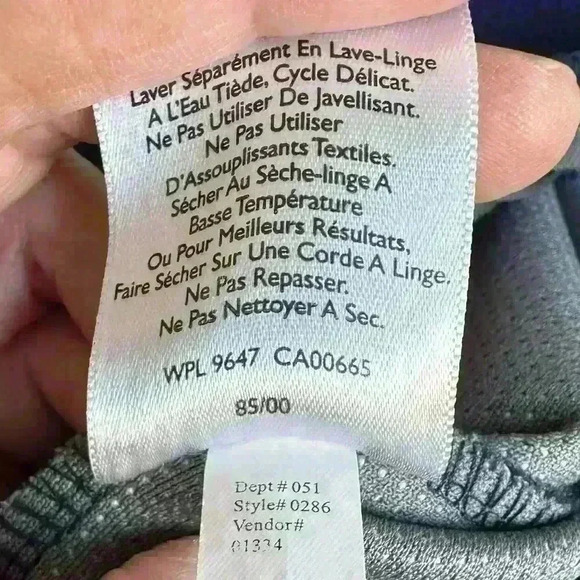 Laver Séparément En Lave-Linge
A L'Eau Tiède, Cycle Délicat.
Ne Pas Utiliser De Javellisant.
Ne Pas Utiliser
D'Assouplissants Textiles.
Sécher Au Sèche-linge A
Basse Température
Ou Pour Meilleurs Résultats,
Faire Sécher Sur Une Corde A Linge.
Ne Pas Repasser.
Ne Pas Nettoyer A Sec.
WPL 9647 CA00665
85/00
Dept# 051
Style# 0286
Vendor#
01334